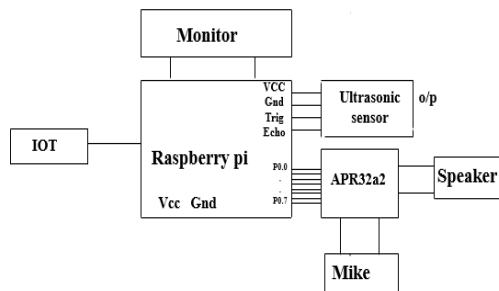 Monitor
VCC
Gnd
Trig
Echo
Ultrasonic
sensor
o/p
IOT
Raspberry pi
P0.0
.
.
P0.7
APR32a2
Speaker
Vcc Gnd
Mike